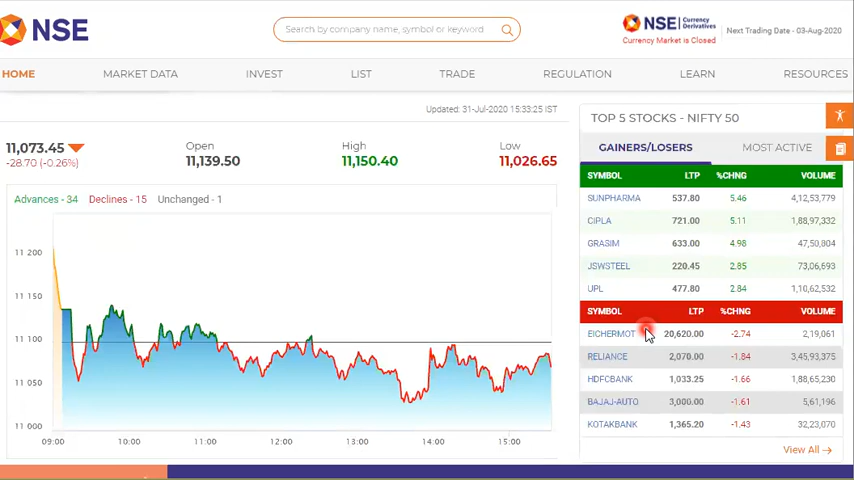 NSE
Search by company name, symbol or keyword
NSE Currency Derivatives
Currency Market is Closed
Next Trading Date - 03-Aug-2020
HOME MARKET DATA INVEST LIST TRADE REGULATION LEARN RESOURCES
Updated: 31-Jul-2020 15:33:25 IST
11,073.45
-28.70 (-0.26%)
Open
11,139.50
High
11,150.40
Low
11,026.65
Advances - 34 Declines - 15 Unchanged - 1
11 200
11 150
11 100
11 050
11 000
09:00 10:00 11:00 12:00 13:00 14:00 15:00
TOP 5 STOCKS - NIFTY 50
GAINERS/LOSERS MOST ACTIVE
SYMBOL LTP %CHNG VOLUME
SUNPHARMA 537.80 5.46 4,12,53,779
CIPLA 721.00 5.11 1,88,97,332
GRASIM 633.00 4.98 47,50,804
JSWSTEEL 220.45 2.85 73,06,693
UPL 477.80 2.84 1,10,62,532
SYMBOL LTP %CHNG VOLUME
EICHERMOT 20,620.00 -2.74 2,19,061
RELIANCE 2,070.00 -1.84 3,45,93,375
HDFCBANK 1,033.25 -1.66 1,88,65,230
BAJAJ-AUTO 3,000.00 -1.61 5,61,196
KOTAKBANK 1,365.20 -1.43 32,23,070
View All